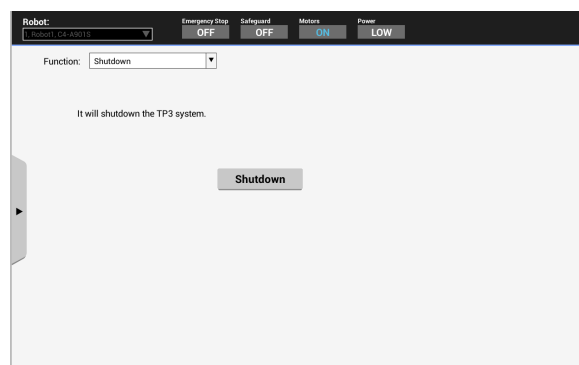 Robot:
1. Robot1, C4-A901S
Emergency Stop
OFF
Safeguard
OFF
Motors
ON
Power
LOW
Function: Shutdown
It will shutdown the TP3 system.
Shutdown